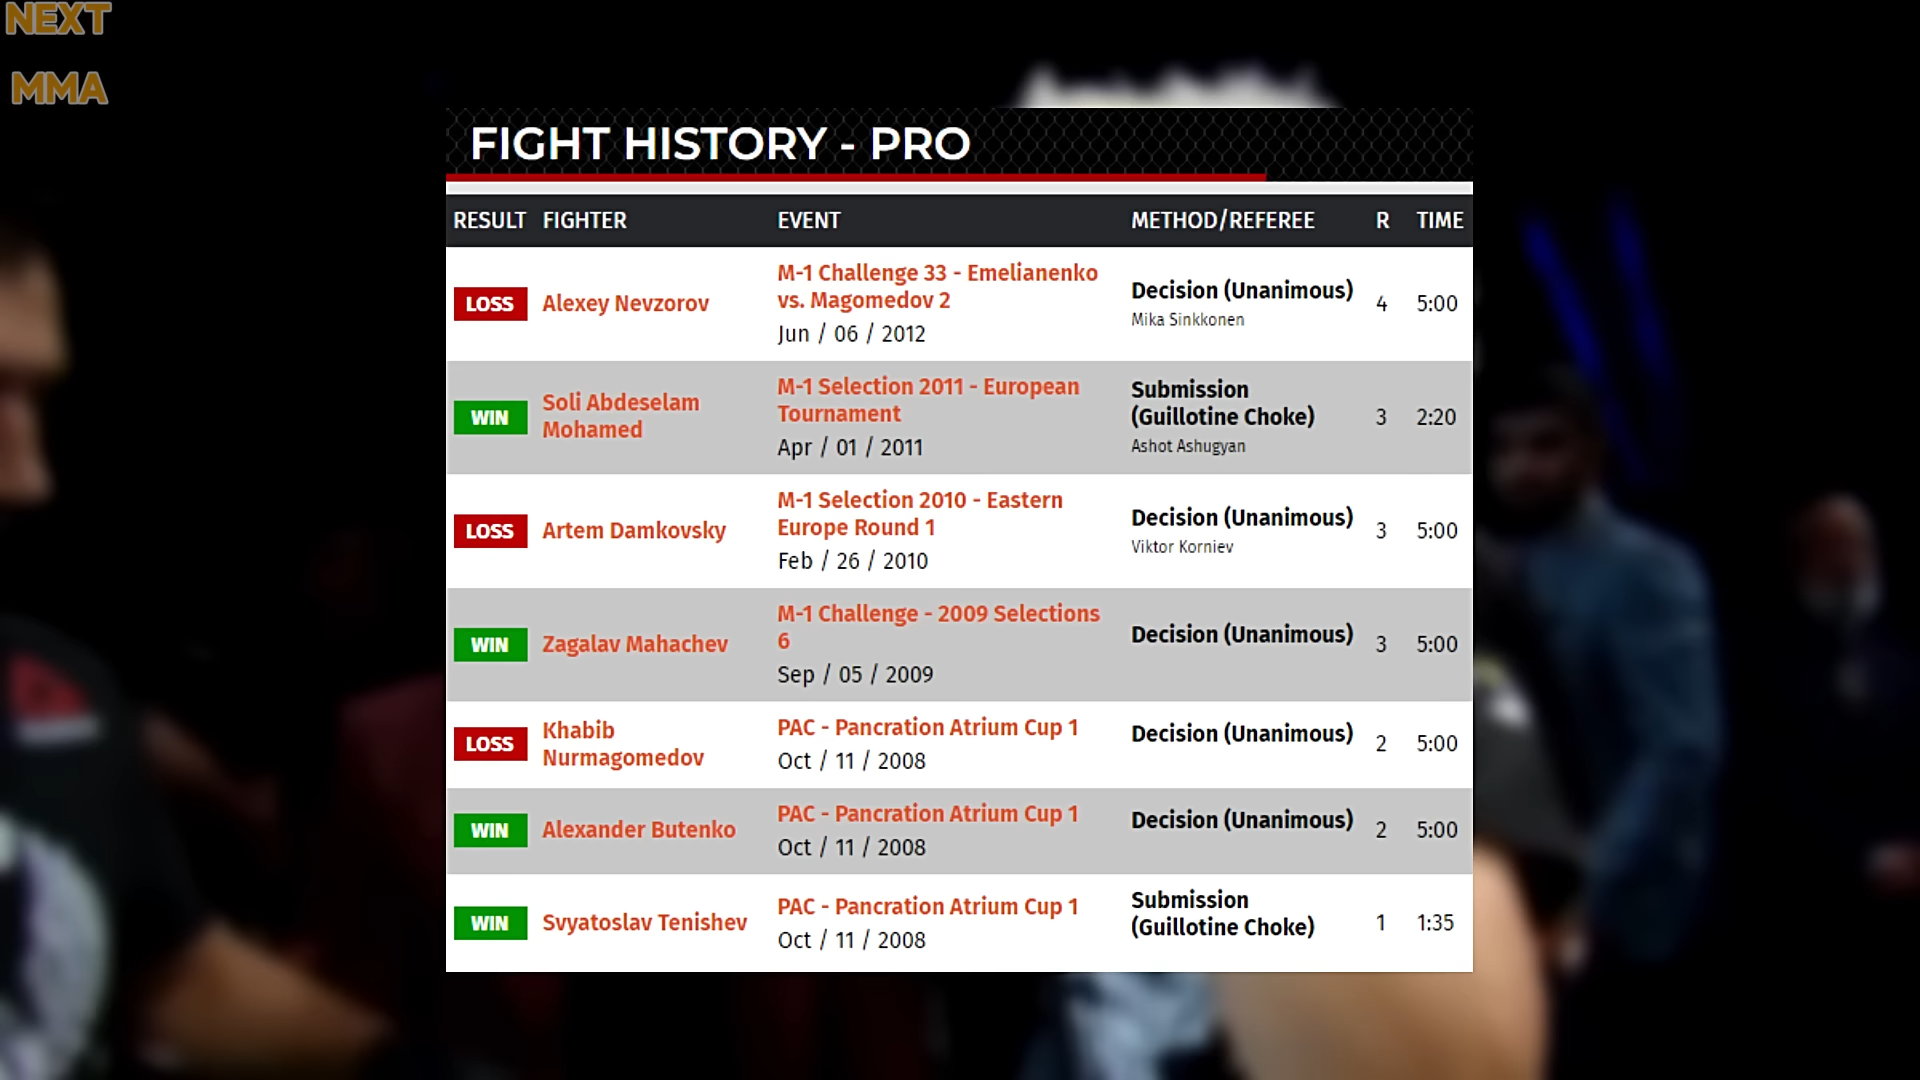 NEXT
MMA
FIGHT HISTORY - PRO
RESULT FIGHTER EVENT METHOD/REFEREE R TIME
LOSS Alexey Nevzorov M-1 Challenge 33 - Emelianenko vs. Magomedov 2 Jun / 06 / 2012 Decision (Unanimous) Mika Sinkkonen 4 5:00
WIN Soli Abdeselam Mohamed M-1 Selection 2011 - European Tournament Apr / 01 / 2011 Submission (Guillotine Choke) Ashot Ashugyan 3 2:20
LOSS Artem Damkovsky M-1 Selection 2010 - Eastern Europe Round 1 Feb / 26 / 2010 Decision (Unanimous) Viktor Korniev 3 5:00
WIN Zagalav Mahachev M-1 Challenge - 2009 Selections 6 Sep / 05 / 2009 Decision (Unanimous) 3 5:00
LOSS Khabib Nurmagomedov PAC - Pancration Atrium Cup 1 Oct / 11 / 2008 Decision (Unanimous) 2 5:00
WIN Alexander Butenko PAC - Pancration Atrium Cup 1 Oct / 11 / 2008 Decision (Unanimous) 2 5:00
WIN Svyatoslav Tenishev PAC - Pancration Atrium Cup 1 Oct / 11 / 2008 Submission (Guillotine Choke) 1 1:35